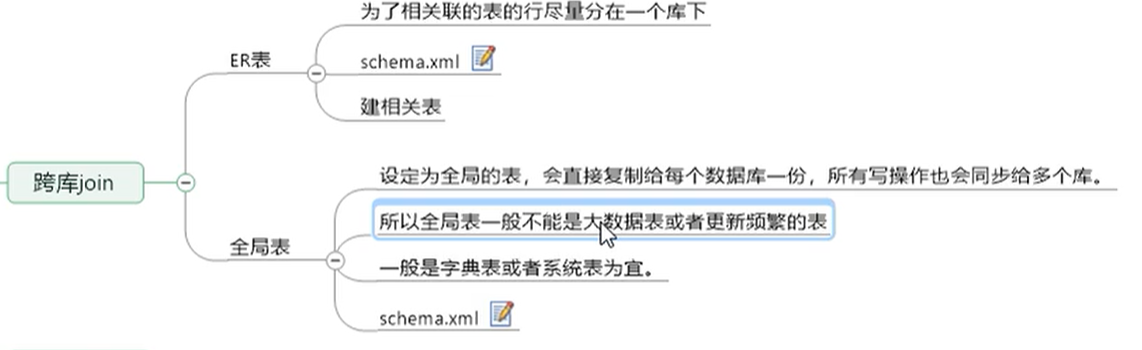 为了相关联的表的行尽量分在一个库下
ER表
schema.xml
建相关表
跨库join
设定为全局的表，会直接复制给每个数据库一份，所有写操作也会同步给多个库。
所以全局表一般不能是大数据表或者更新频繁的表
全局表
一般是字典表或者系统表为宜。
schema.xml